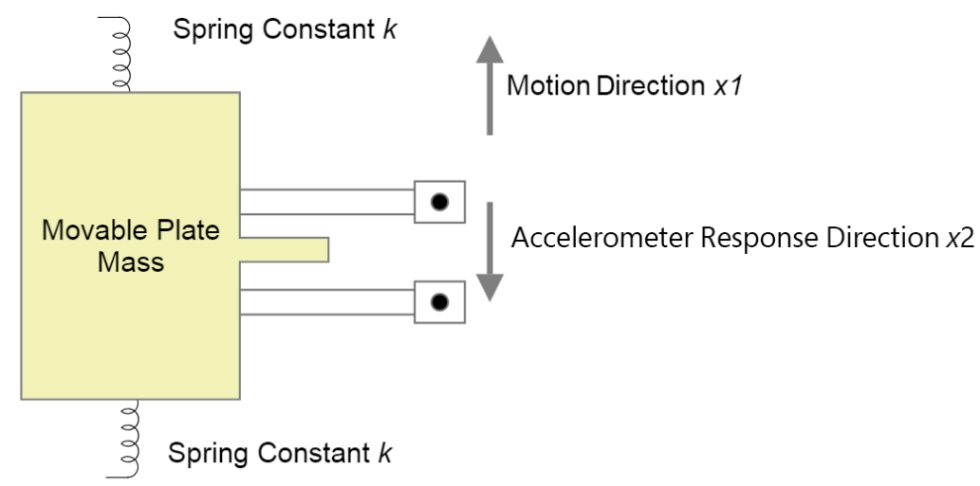 Spring Constant k
Motion Direction x1
Movable Plate
Mass
Accelerometer Response Direction x2
Spring Constant k